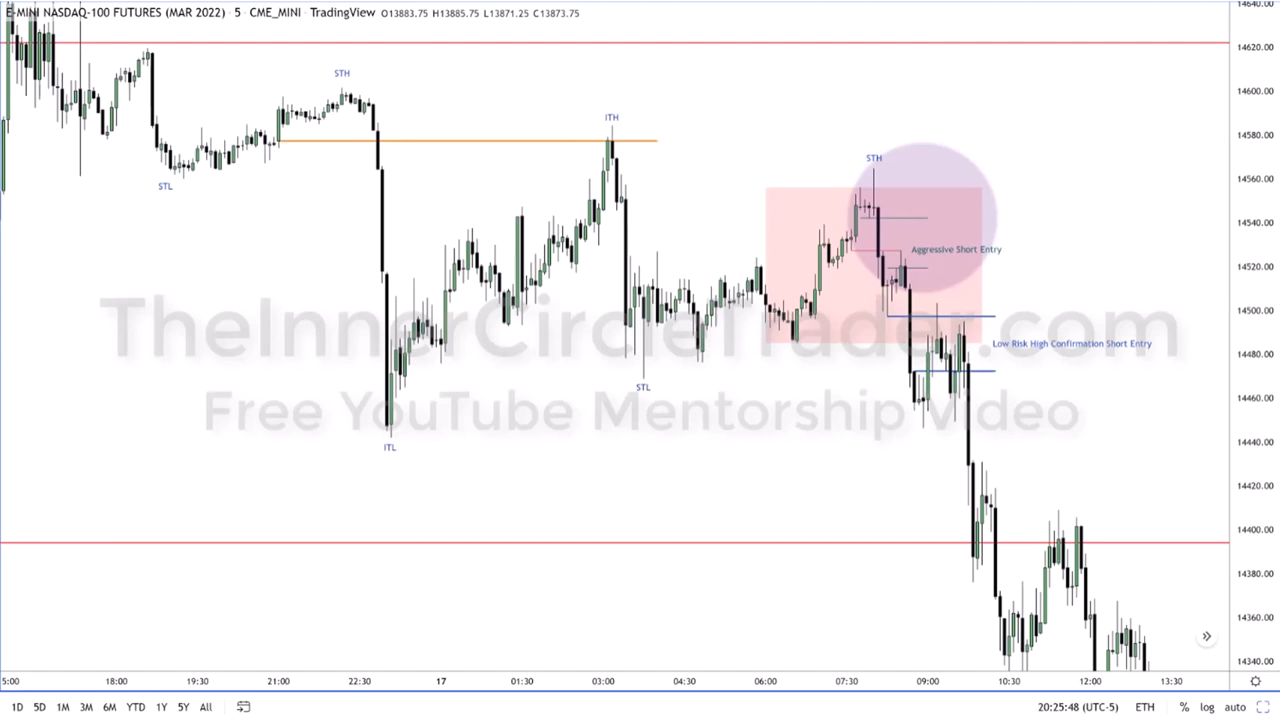 E-MINI NASDAQ-100 FUTURES (MAR 2022) · 5 · CME_MINI · TradingView O13883.75 H13885.75 L13871.25 C13873.75
14640.00
14620.00
14600.00
14580.00
14560.00
14540.00
14520.00
14500.00
14480.00
14460.00
14440.00
14420.00
14400.00
14380.00
14360.00
14340.00
STH
ITH
STH
STL
Aggressive Short Entry
TheInnerCircleTrader.com
Low Risk High Confirmation Short Entry
STL
Free YouTube Mentorship Video
ITL
5:00 18:00 19:30 21:00 22:30 17 01:30 03:00 04:30 06:00 07:30 09:00 10:30 12:00 13:30
1D 5D 1M 3M 6M YTD 1Y 5Y All 20:25:48 (UTC-5) ETH % log auto